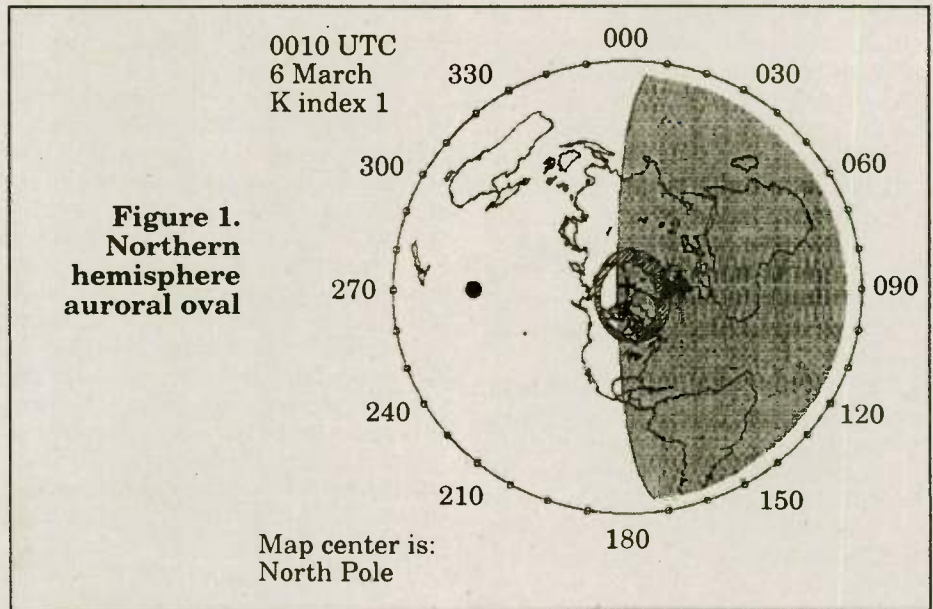 0010 UTC
6 March
K index 1
Figure 1.
Northern
hemisphere
auroral oval
000
030
060
090
120
150
180
210
240
270
300
330
Map center is:
North Pole